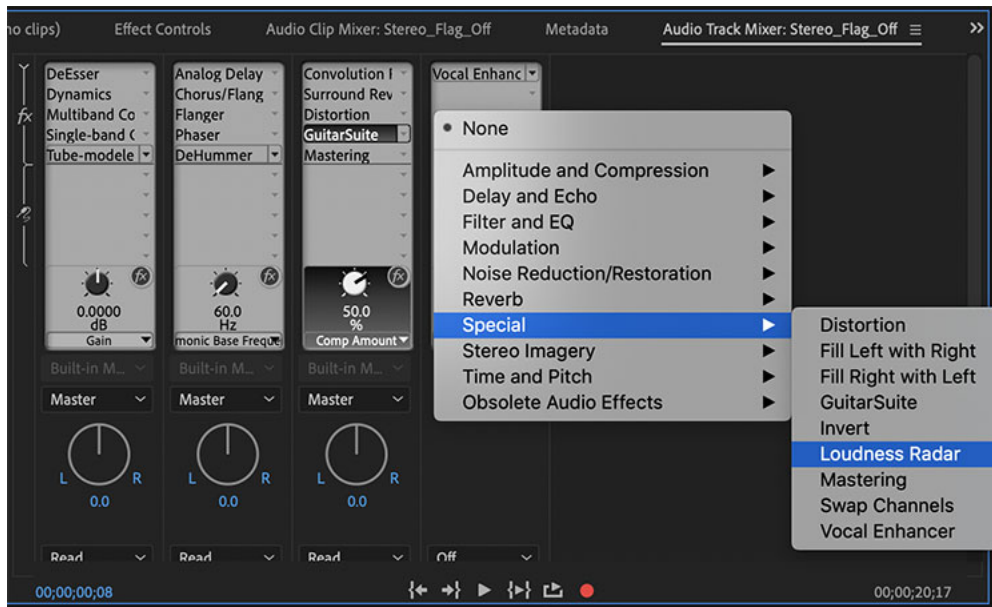 no clips)
Effect Controls
Audio Clip Mixer: Stereo_Flag_Off
Metadata
Audio Track Mixer: Stereo_Flag_Off
fx
DeEsser
Dynamics
Multiband Co
Single-band (
Tube-modele
0.0000
dB
Gain
Built-in M...
Master
L R
0.0
Read
Analog Delay
Chorus/Flang
Flanger
Phaser
DeHummer
60.0
Hz
monic Base Freque
Built-in M...
Master
L R
0.0
Read
Convolution I
Surround Rev
Distortion
GuitarSuite
Mastering
50.0
%
Comp Amount
Built-in M...
Master
L R
0.0
Read
Vocal Enhanc
Off
None
Amplitude and Compression
Delay and Echo
Filter and EQ
Modulation
Noise Reduction/Restoration
Reverb
Special
Stereo Imagery
Time and Pitch
Obsolete Audio Effects
Distortion
Fill Left with Right
Fill Right with Left
GuitarSuite
Invert
Loudness Radar
Mastering
Swap Channels
Vocal Enhancer
00;00;00;08
00;00;20;17